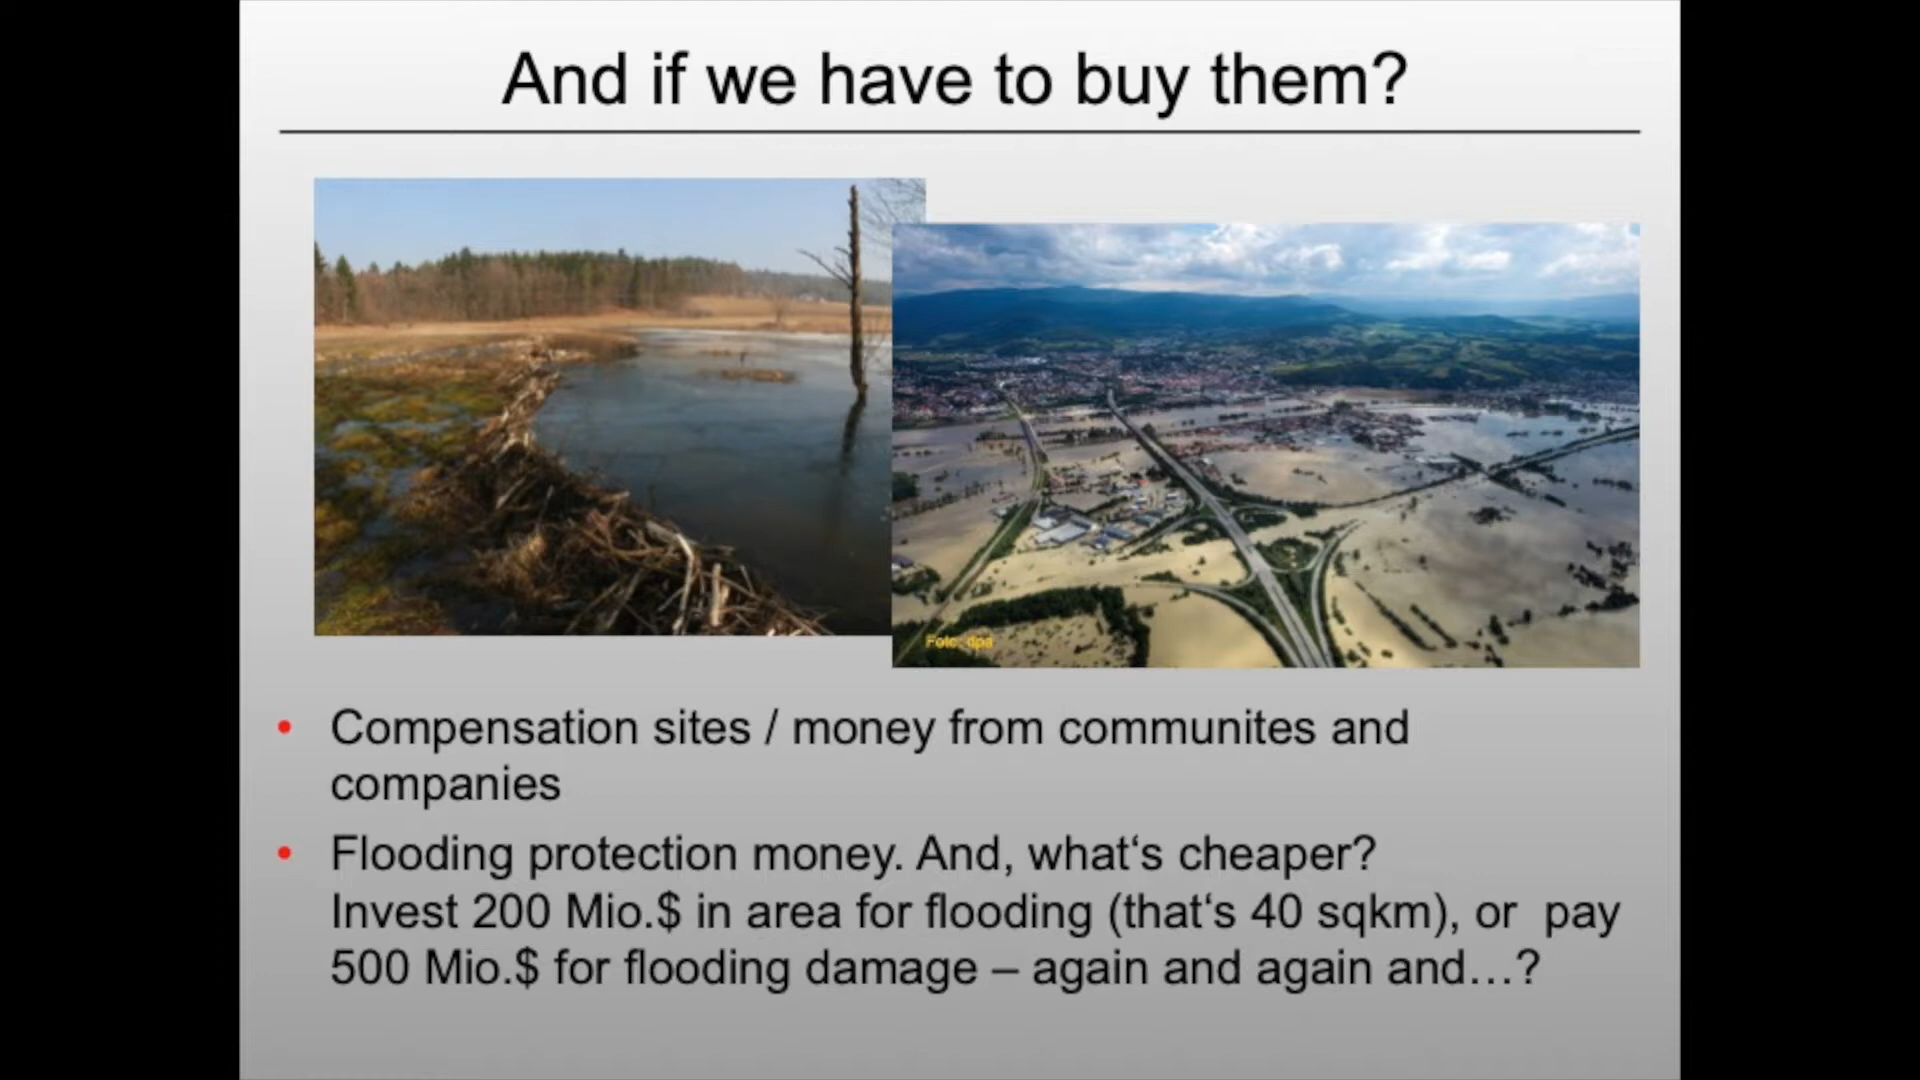 And if we have to buy them?
Foto: dpa
• Compensation sites / money from communites and
companies
• Flooding protection money. And, what‘s cheaper?
Invest 200 Mio.$ in area for flooding (that‘s 40 sqkm), or pay
500 Mio.$ for flooding damage – again and again and…?